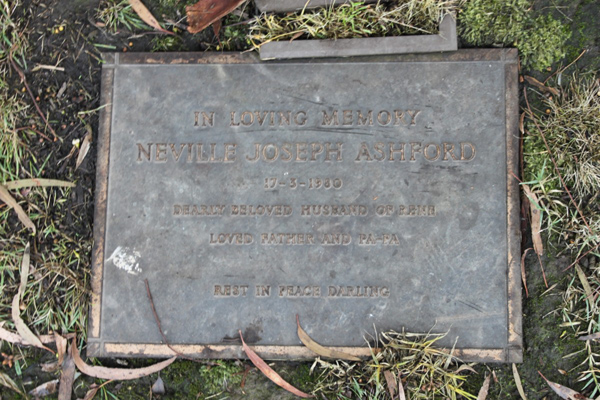 IN LOVING MEMORY
NEVILLE JOSEPH ASHFORD
17-3-1980
DEARLY BELOVED HUSBAND OF RENN
LOVED FATHER AND PA-PA
REST IN PEACE DARLING